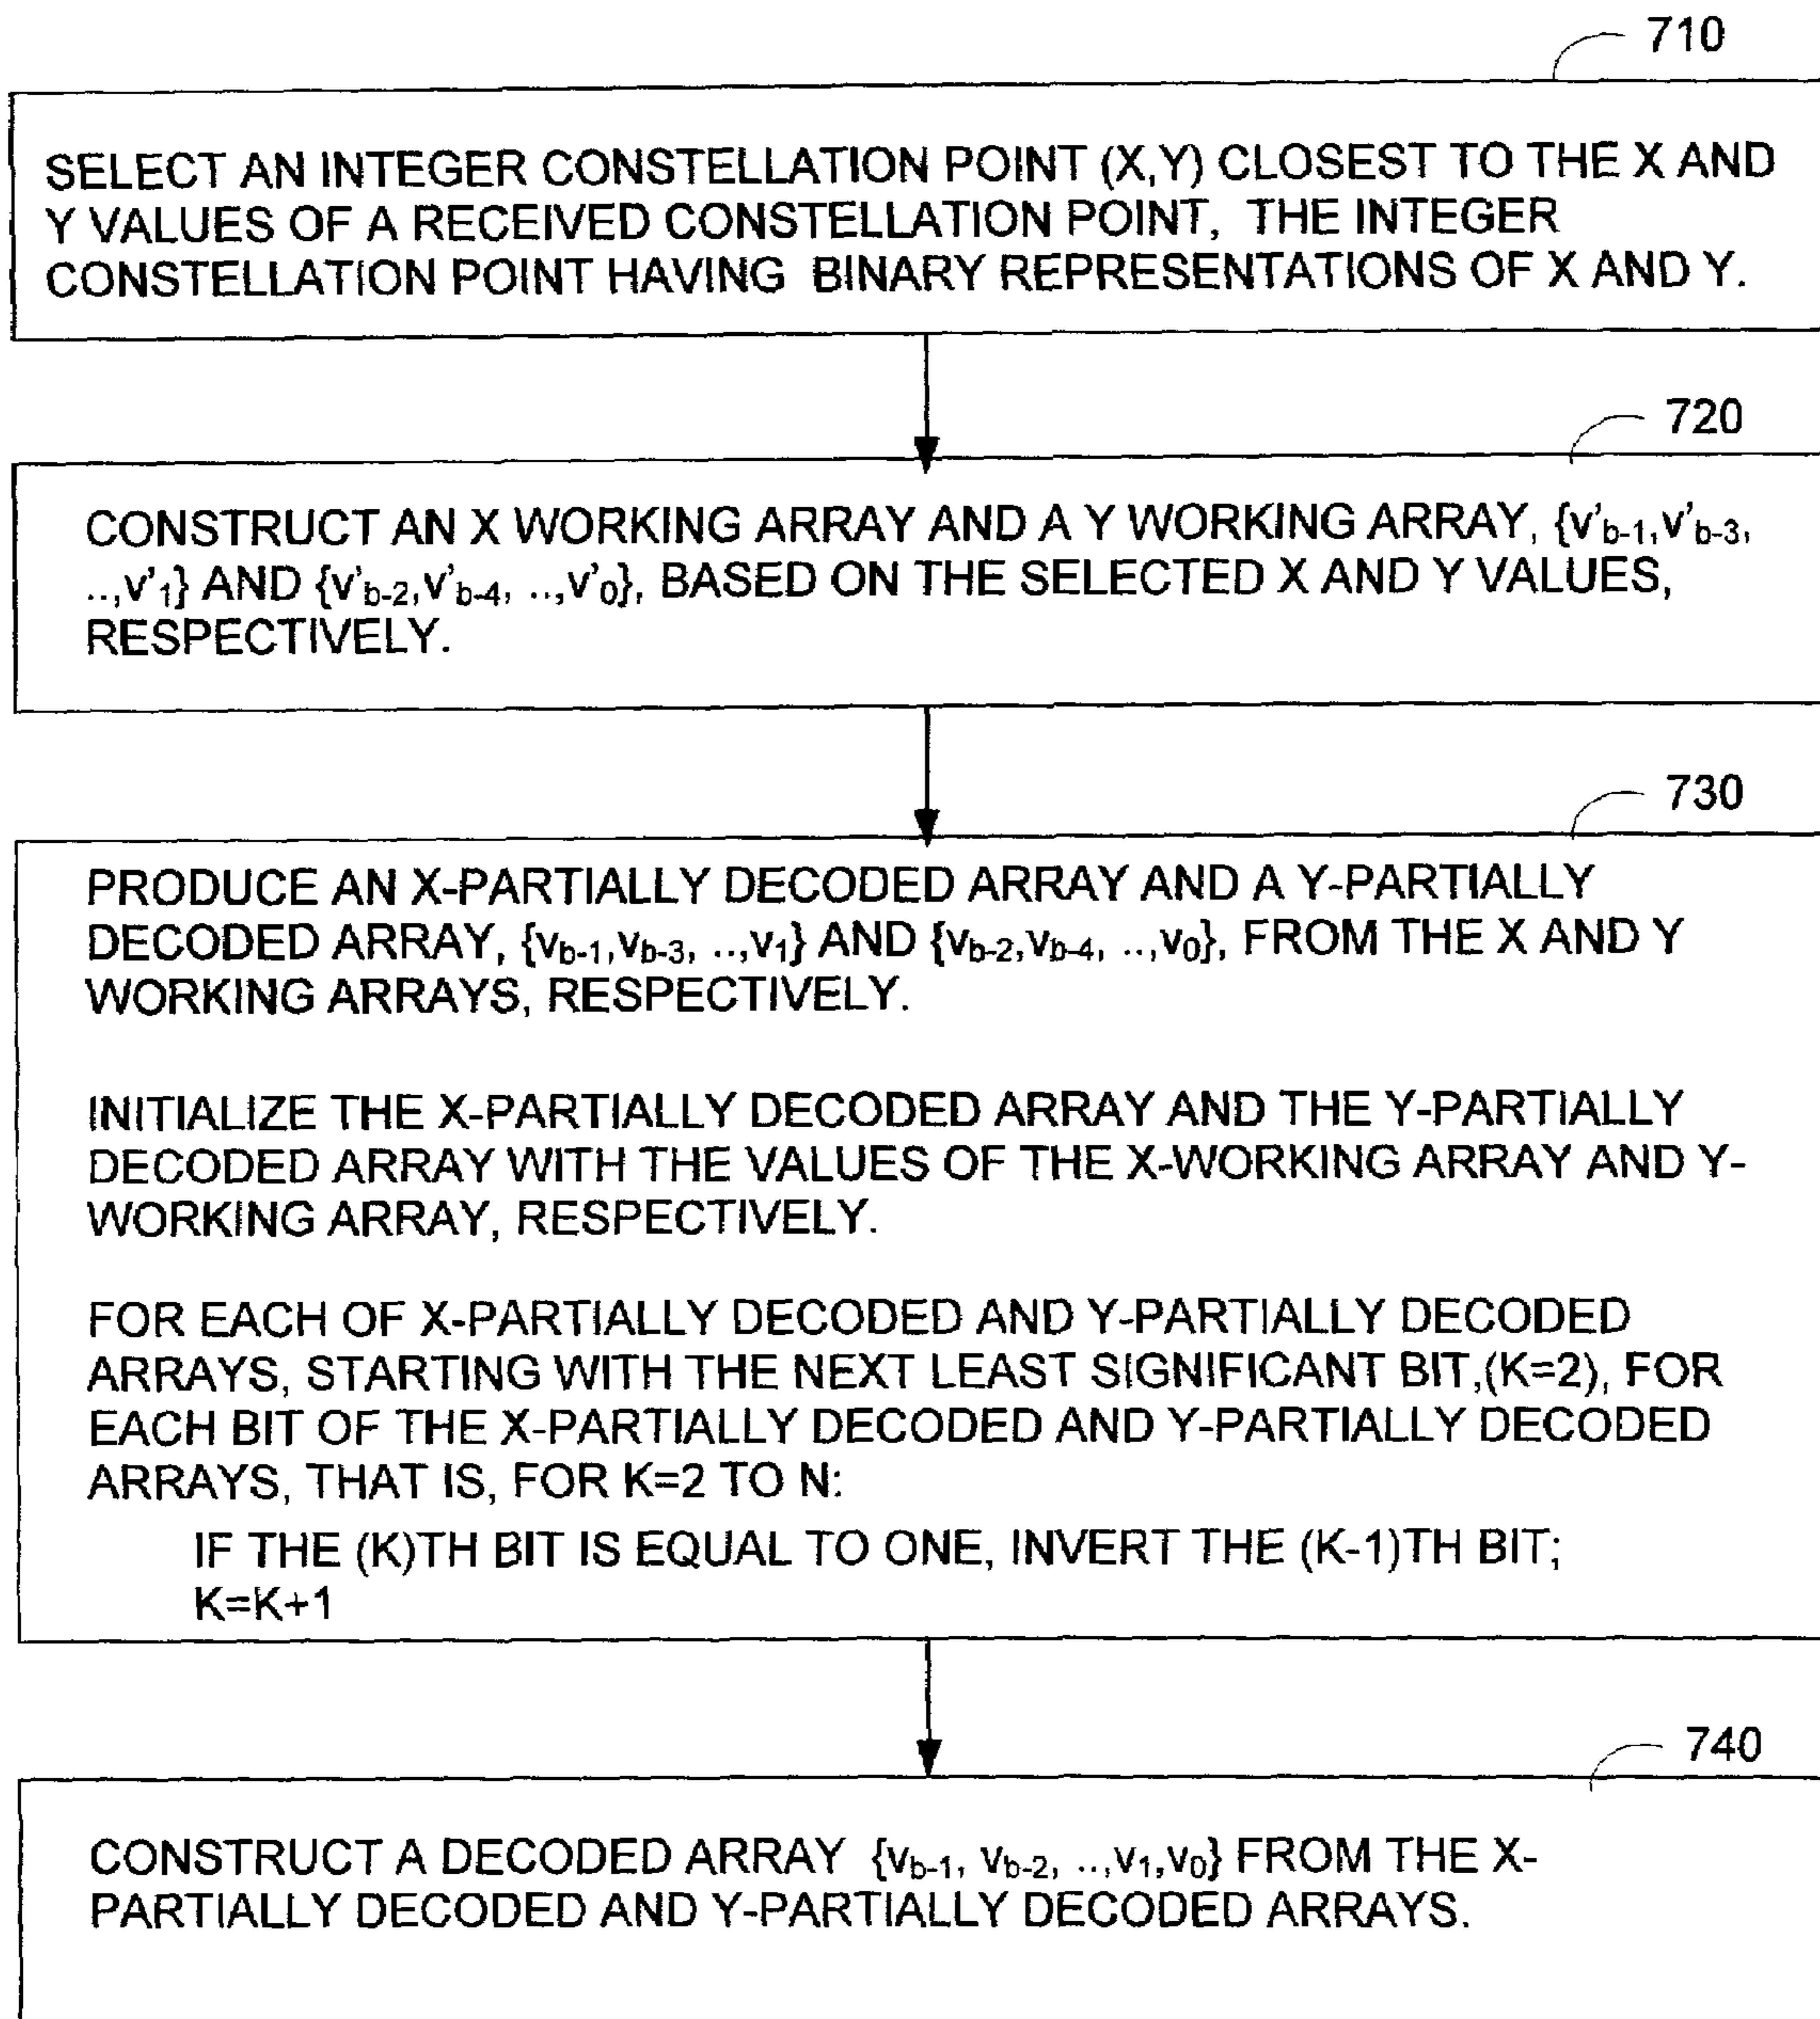 710
SELECT AN INTEGER CONSTELLATION POINT (X,Y) CLOSEST TO THE X AND
Y VALUES OF A RECEIVED CONSTELLATION POINT, THE INTEGER
CONSTELLATION POINT HAVING BINARY REPRESENTATIONS OF X AND Y.
720
CONSTRUCT AN X WORKING ARRAY AND A Y WORKING ARRAY, {v'b-1,v'b-3,
..,v'1} AND {v'b-2,v'b-4, ..,v'0}, BASED ON THE SELECTED X AND Y VALUES,
RESPECTIVELY.
730
PRODUCE AN X-PARTIALLY DECODED ARRAY AND A Y-PARTIALLY
DECODED ARRAY, {vb-1,vb-3, ..,v1} AND {vb-2,vb-4, ..,v0}, FROM THE X AND Y
WORKING ARRAYS, RESPECTIVELY.
INITIALIZE THE X-PARTIALLY DECODED ARRAY AND THE Y-PARTIALLY
DECODED ARRAY WITH THE VALUES OF THE X-WORKING ARRAY AND Y-
WORKING ARRAY, RESPECTIVELY.
FOR EACH OF X-PARTIALLY DECODED AND Y-PARTIALLY DECODED
ARRAYS, STARTING WITH THE NEXT LEAST SIGNIFICANT BIT,(K=2), FOR
EACH BIT OF THE X-PARTIALLY DECODED AND Y-PARTIALLY DECODED
ARRAYS, THAT IS, FOR K=2 TO N:
IF THE (K)TH BIT IS EQUAL TO ONE, INVERT THE (K-1)TH BIT;
K=K+1
740
CONSTRUCT A DECODED ARRAY {vb-1, vb-2, ..,v1,v0} FROM THE X-
PARTIALLY DECODED AND Y-PARTIALLY DECODED ARRAYS.